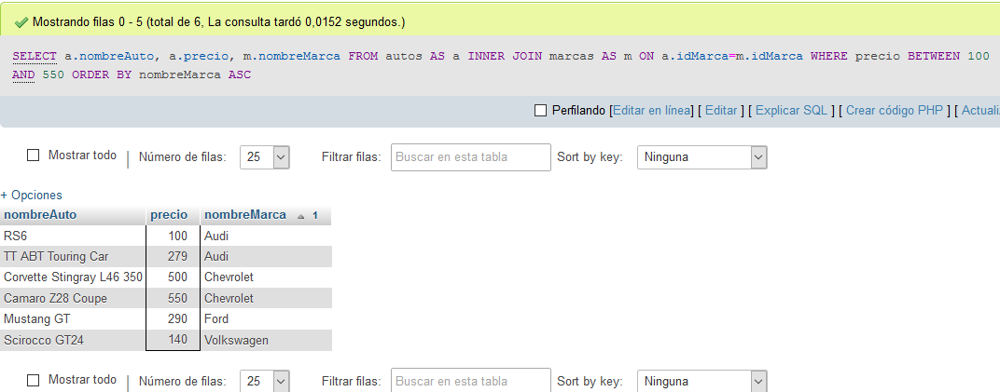 Mostrando filas 0 - 5 (total de 6, La consulta tardó 0,0152 segundos.)
SELECT a.nombreAuto, a.precio, m.nombreMarca FROM autos AS a INNER JOIN marcas AS m ON a.idMarca=m.idMarca WHERE precio BETWEEN 100
AND 550 ORDER BY nombreMarca ASC
Perfilando [Editar en línea] [ Editar ] [ Explicar SQL ] [ Crear código PHP ] [ Actuali
Mostrar todo | Número de filas: 25 Filtrar filas: Buscar en esta tabla Sort by key: Ninguna
+ Opciones
nombreAuto precio nombreMarca 1
RS6 100 Audi
TT ABT Touring Car 279 Audi
Corvette Stingray L46 350 500 Chevrolet
Camaro Z28 Coupe 550 Chevrolet
Mustang GT 290 Ford
Scirocco GT24 140 Volkswagen
Mostrar todo | Número de filas: 25 Filtrar filas: Buscar en esta tabla Sort by key: Ninguna